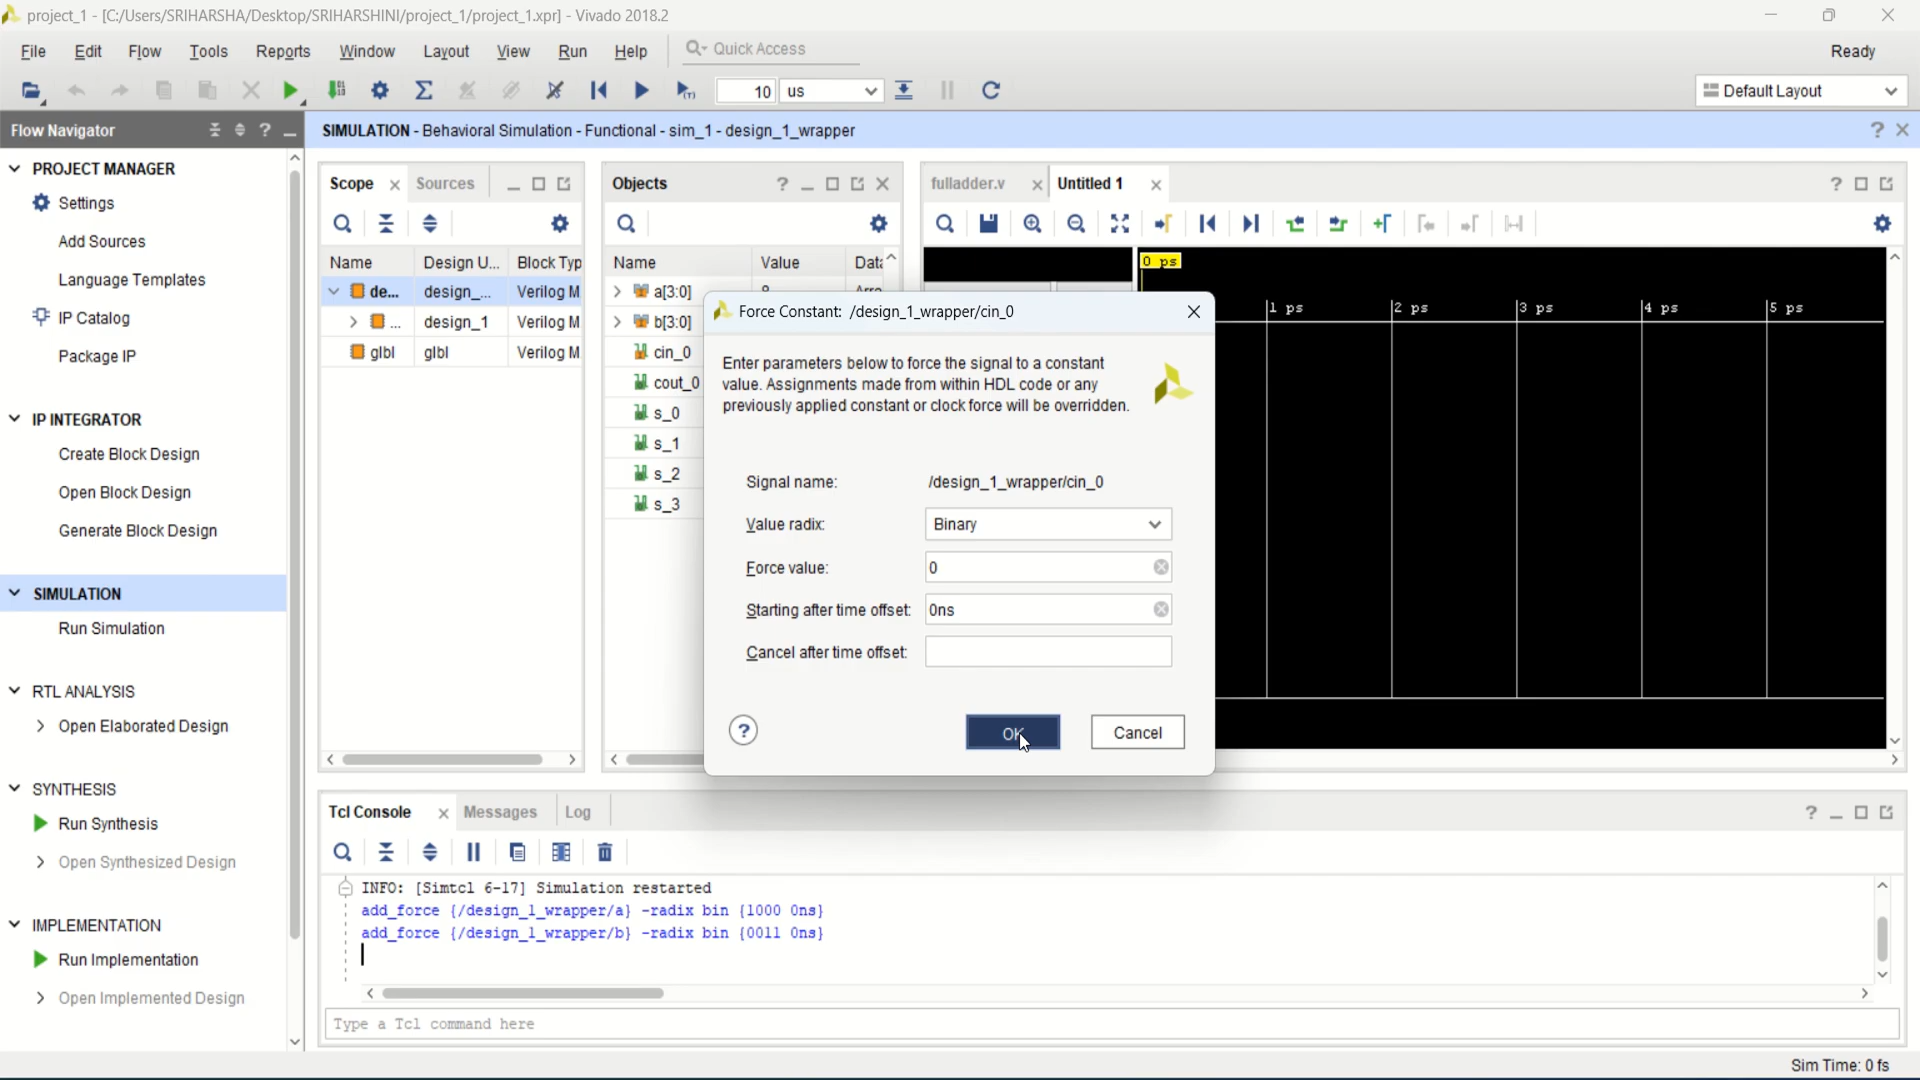 project_1 - [C:/Users/SRIHARSHA/Desktop/SRIHARSHINI/project_1/project_1.xpr] - Vivado 2018.2
File Edit Flow Tools Reports Window Layout View Run Help Quick Access Ready
10 us Default Layout
Flow Navigator
SIMULATION - Behavioral Simulation - Functional - sim_1 - design_1_wrapper
PROJECT MANAGER
Settings
Add Sources
Language Templates
IP Catalog
Package IP
IP INTEGRATOR
Create Block Design
Open Block Design
Generate Block Design
SIMULATION
Run Simulation
RTL ANALYSIS
Open Elaborated Design
SYNTHESIS
Run Synthesis
Open Synthesized Design
IMPLEMENTATION
Run Implementation
Open Implemented Design
Scope Sources
Name Design U... Block Typ
de... design_... Verilog M
... design_1 Verilog M
glbl glbl Verilog M
Objects
Name Value Data
a[3:0]
b[3:0]
cin_0
cout_0
s_0
s_1
s_2
s_3
fulladder.v Untitled 1
0 ps
1 ps 2 ps 3 ps 4 ps 5 ps
Force Constant: /design_1_wrapper/cin_0
Enter parameters below to force the signal to a constant
value. Assignments made from within HDL code or any
previously applied constant or clock force will be overridden.
Signal name: /design_1_wrapper/cin_0
Value radix: Binary
Force value: 0
Starting after time offset: 0ns
Cancel after time offset:
? OK Cancel
Tcl Console Messages Log
INFO: [Simtcl 6-17] Simulation restarted
add_force {/design_1_wrapper/a} -radix bin {1000 0ns}
add_force {/design_1_wrapper/b} -radix bin {0011 0ns}
Type a Tcl command here
Sim Time: 0 fs